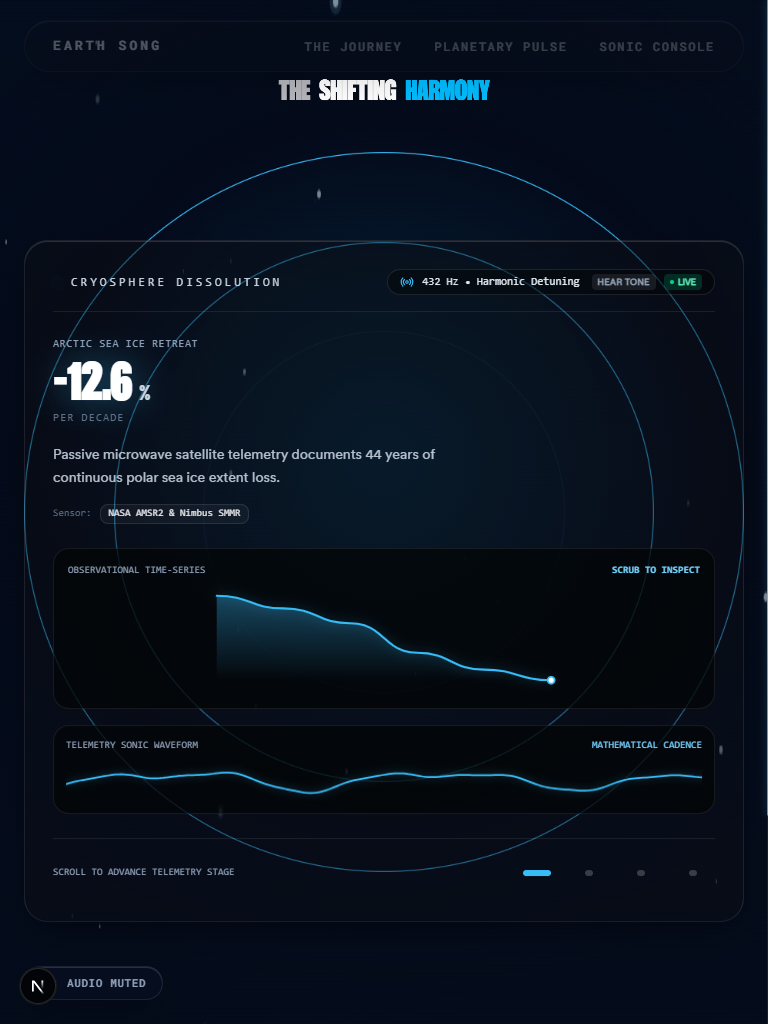 EARTH SONG
THE JOURNEY PLANETARY PULSE SONIC CONSOLE
THE SHIFTING HARMONY
CRYOSPHERE DISSOLUTION
432 Hz • Harmonic Detuning HEAR TONE • LIVE
ARCTIC SEA ICE RETREAT
-12.6 %
PER DECADE
Passive microwave satellite telemetry documents 44 years of
continuous polar sea ice extent loss.
Sensor: NASA AMSR2 & Nimbus SMMR
OBSERVATIONAL TIME-SERIES SCRUB TO INSPECT
TELEMETRY SONIC WAVEFORM MATHEMATICAL CADENCE
SCROLL TO ADVANCE TELEMETRY STAGE
N AUDIO MUTED